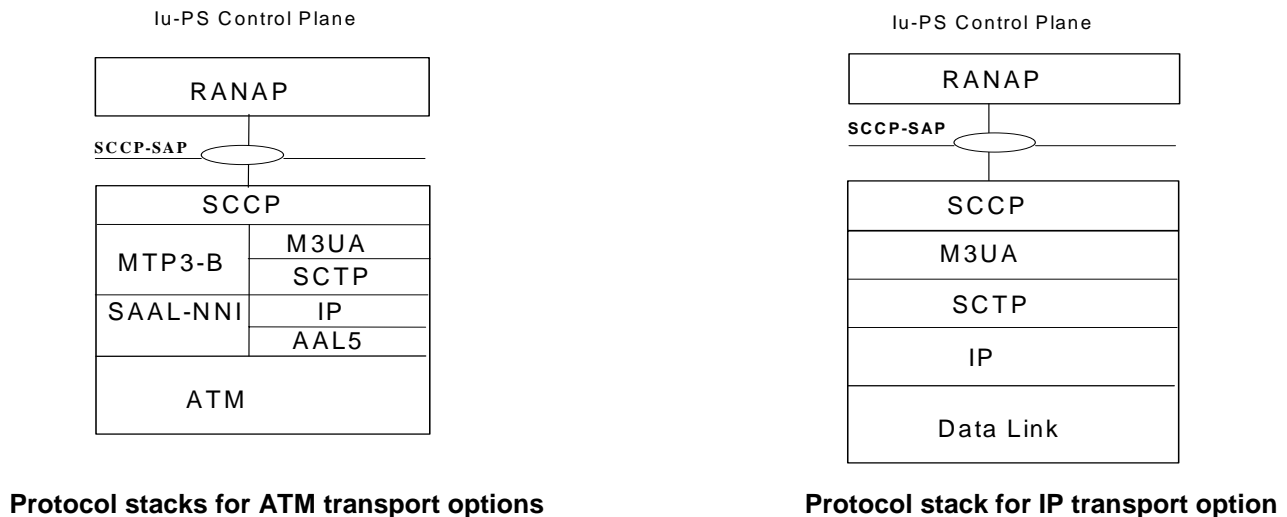 Iu-PS Control Plane
RANAP
SCCP-SAP
SCCP
MTP3-B
SAAL-NNI
M3UA
SCTP
IP
AAL5
ATM
Protocol stacks for ATM transport options
Iu-PS Control Plane
RANAP
SCCP-SAP
SCCP
M3UA
SCTP
IP
Data Link
Protocol stack for IP transport option